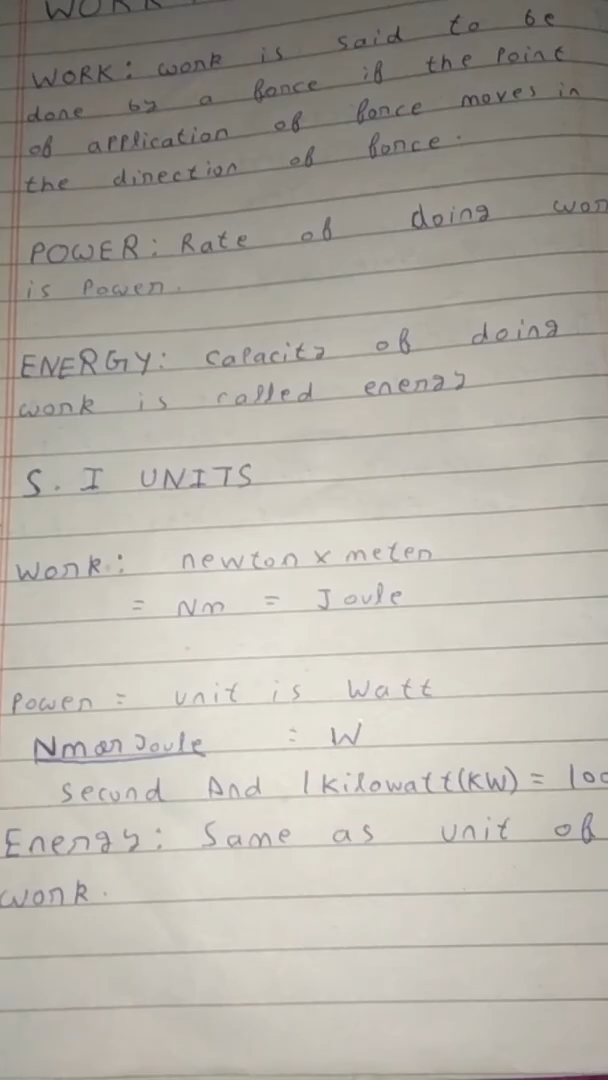 WORK
WORK: work is said to be
done by a force if the point
of application of force moves in
the direction of force.
POWER: Rate of doing wor
is Power.
ENERGY: capacity of doing
work is called energy
S. I UNITS
Work: newton x meter
= Nm = Joule
Power = unit is Watt
Nm or Joule = W
second And 1 Kilowatt (KW) = 100
Energy: Same as unit of
work.